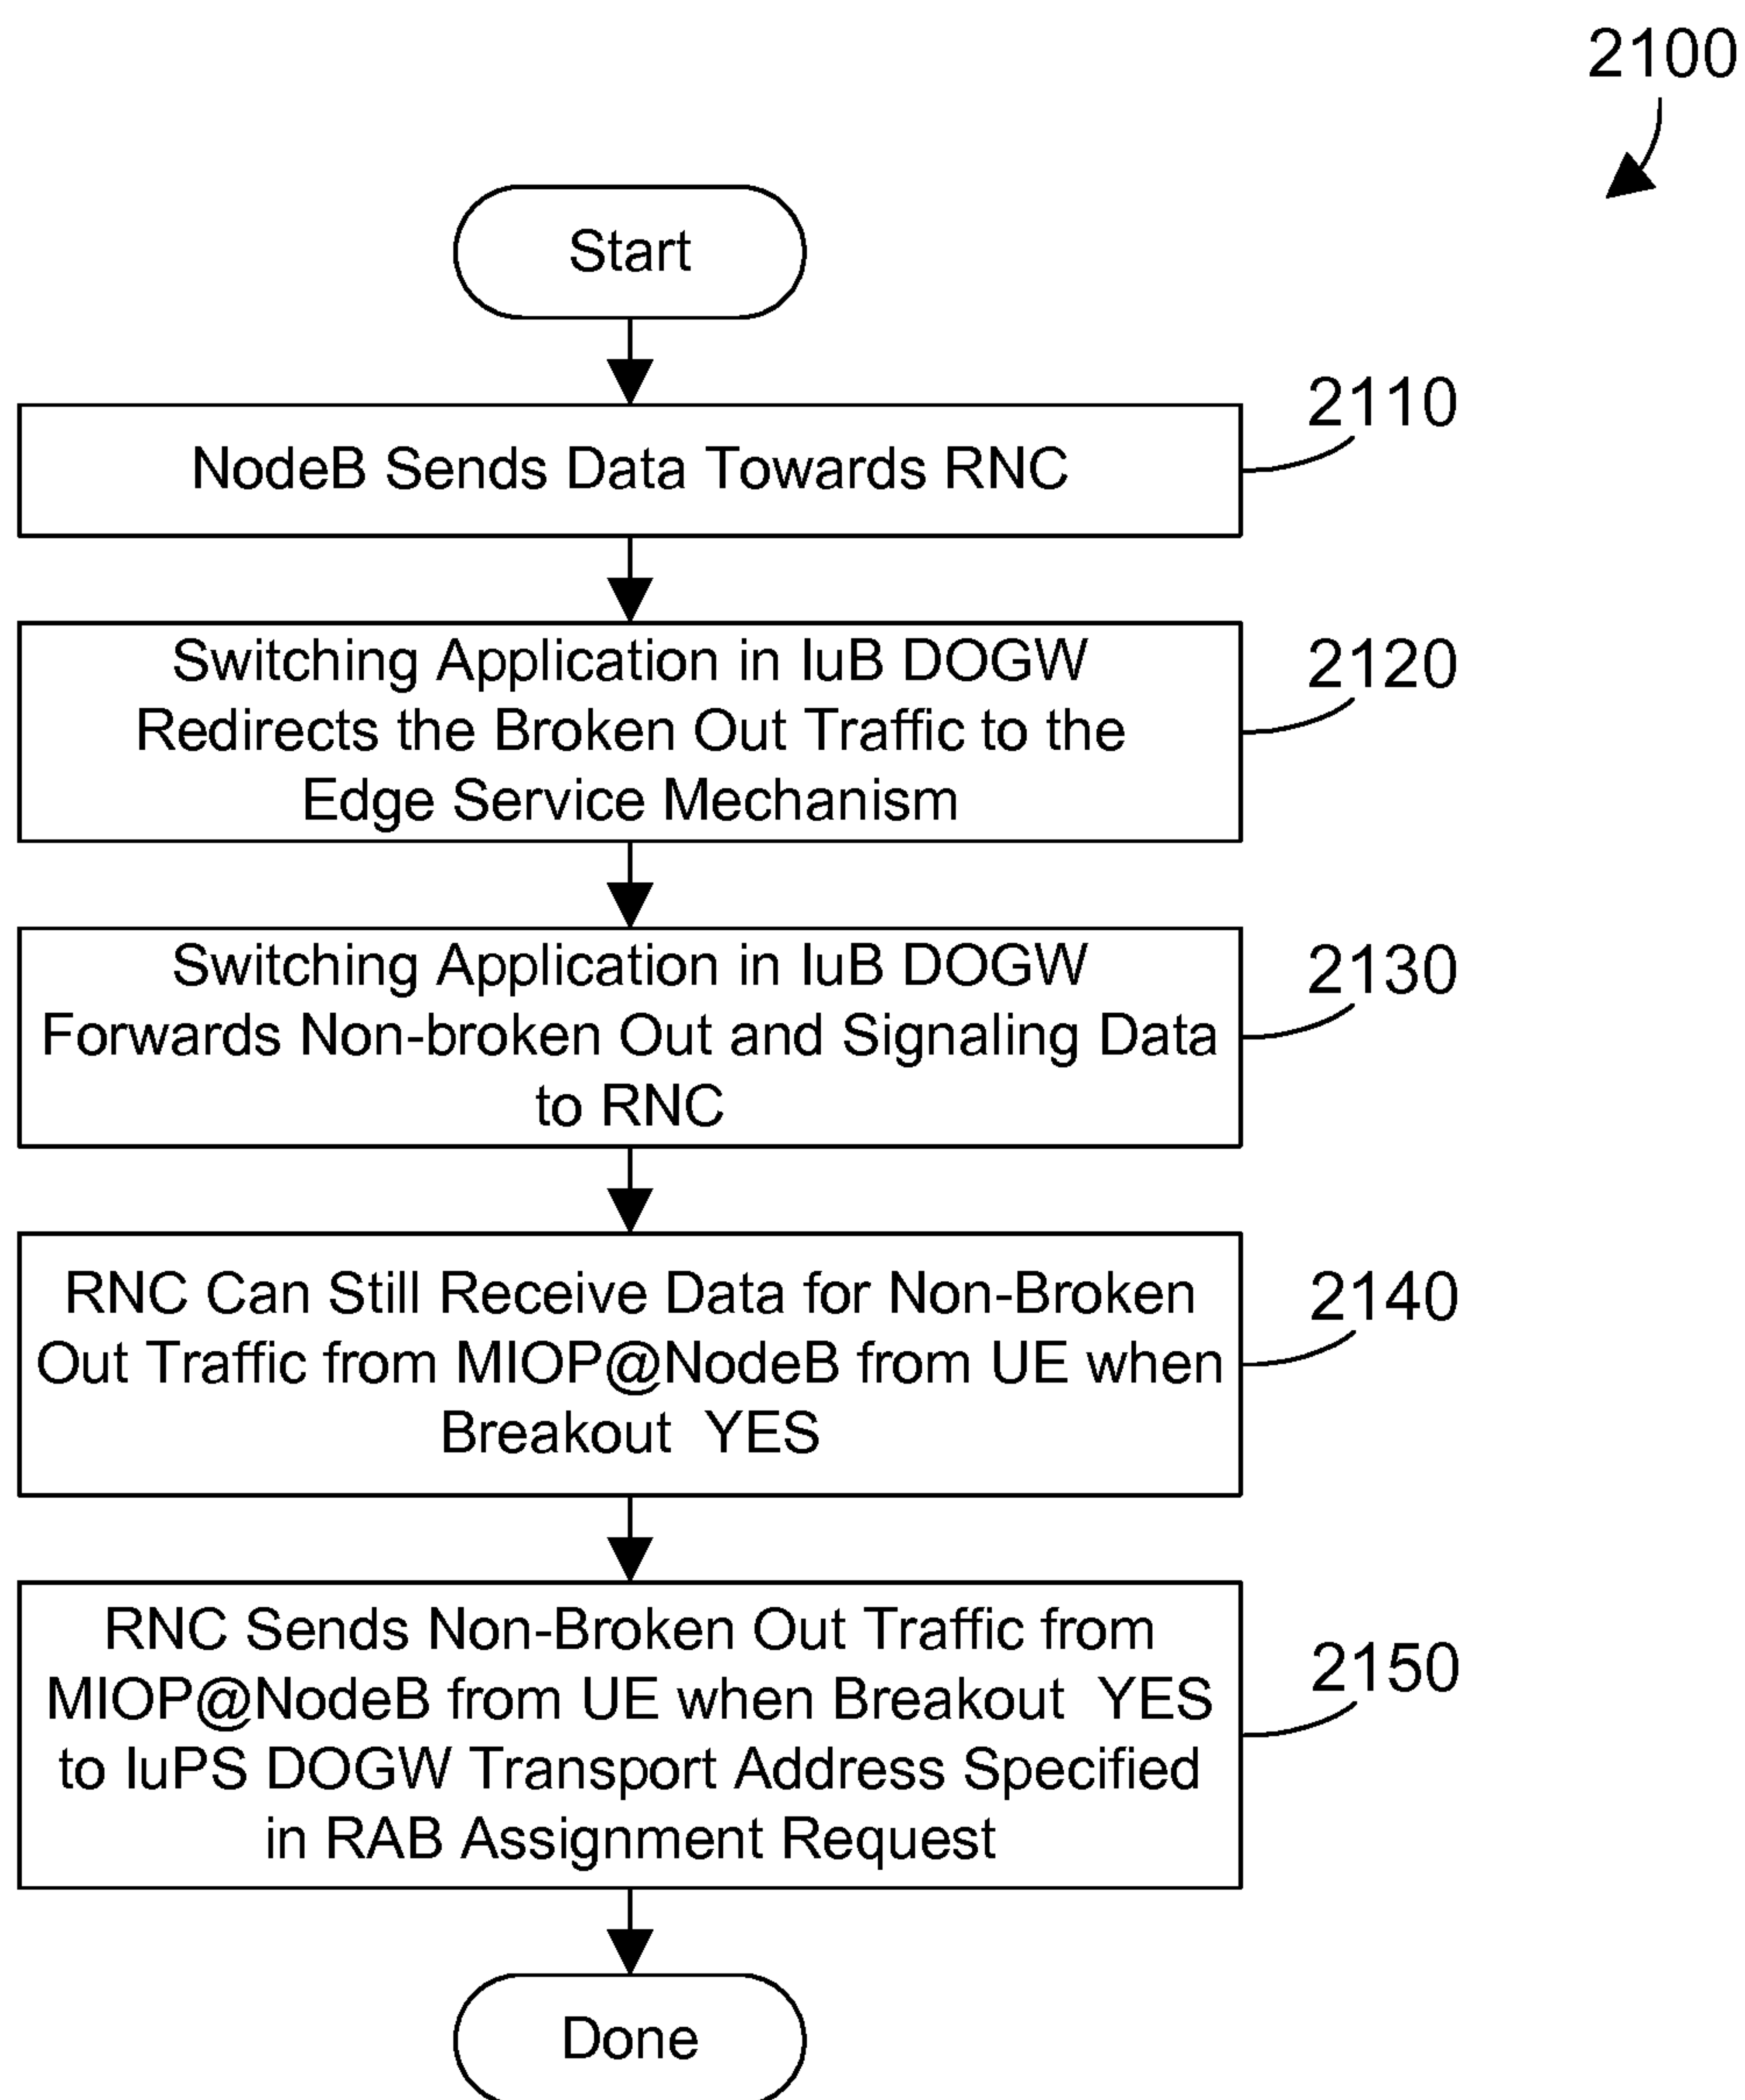 2100
Start
NodeB Sends Data Towards RNC
2110
Switching Application in IuB DOGW
Redirects the Broken Out Traffic to the
Edge Service Mechanism
2120
Switching Application in IuB DOGW
Forwards Non-broken Out and Signaling Data
to RNC
2130
RNC Can Still Receive Data for Non-Broken
Out Traffic from MIOP@NodeB from UE when
Breakout YES
2140
RNC Sends Non-Broken Out Traffic from
MIOP@NodeB from UE when Breakout YES
to IuPS DOGW Transport Address Specified
in RAB Assignment Request
2150
Done